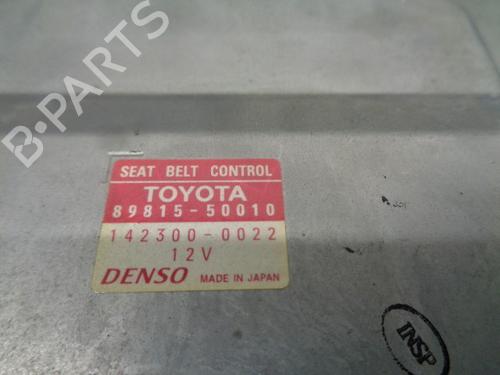 B-PARTS
SEAT BELT CONTROL
TOYOTA
89815-50010
142300-0022
12V
DENSO MADE IN JAPAN
INSP